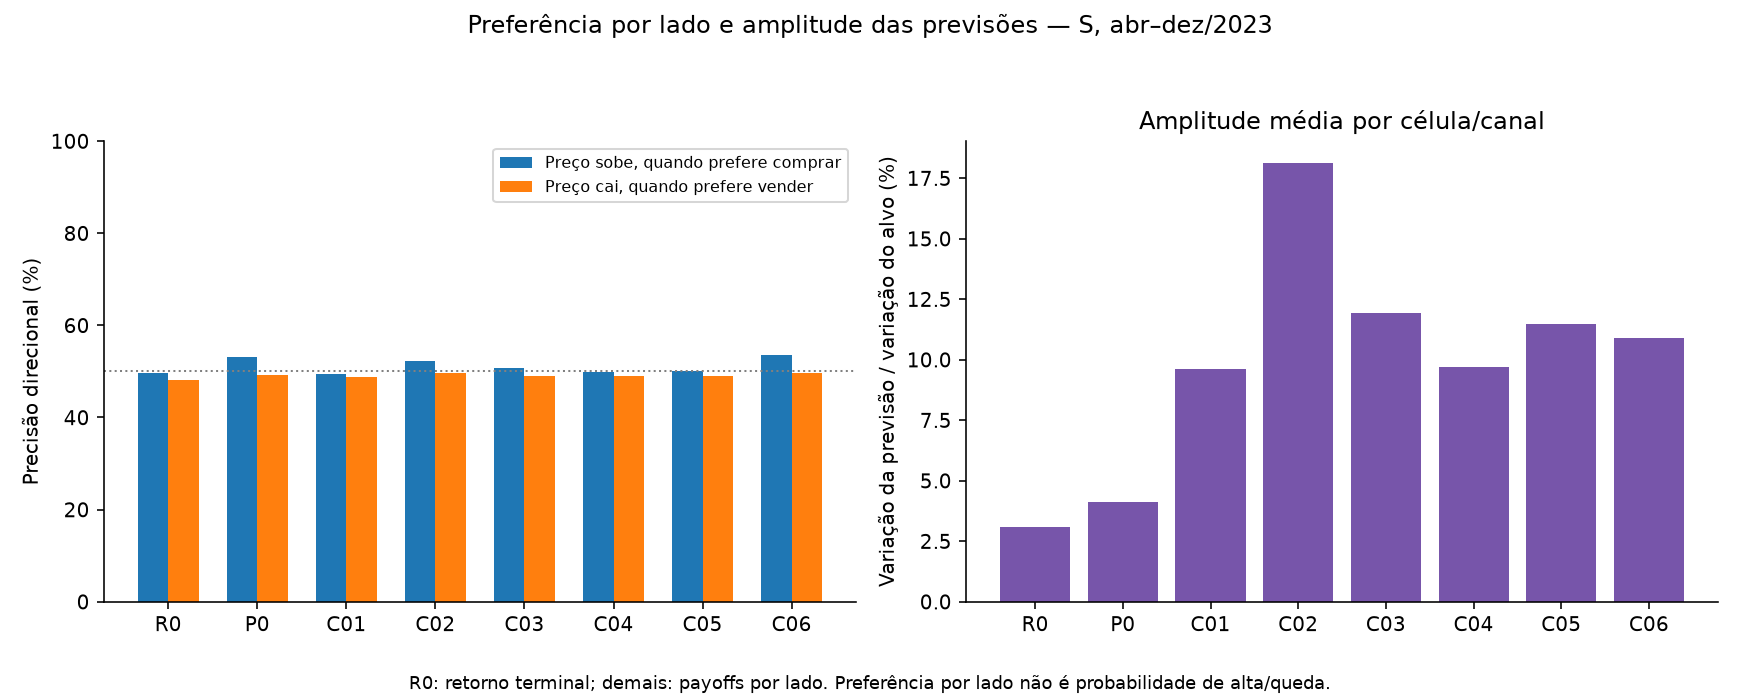 Preferência por lado e amplitude das previsões — S, abr–dez/2023
Precisão direcional (%)
100
80
60
40
20
0
Preço sobe, quando prefere comprar
Preço cai, quando prefere vender
R0 P0 C01 C02 C03 C04 C05 C06
Amplitude média por célula/canal
Variação da previsão / variação do alvo (%)
17.5
15.0
12.5
10.0
7.5
5.0
2.5
0.0
R0 P0 C01 C02 C03 C04 C05 C06
R0: retorno terminal; demais: payoffs por lado. Preferência por lado não é probabilidade de alta/queda.